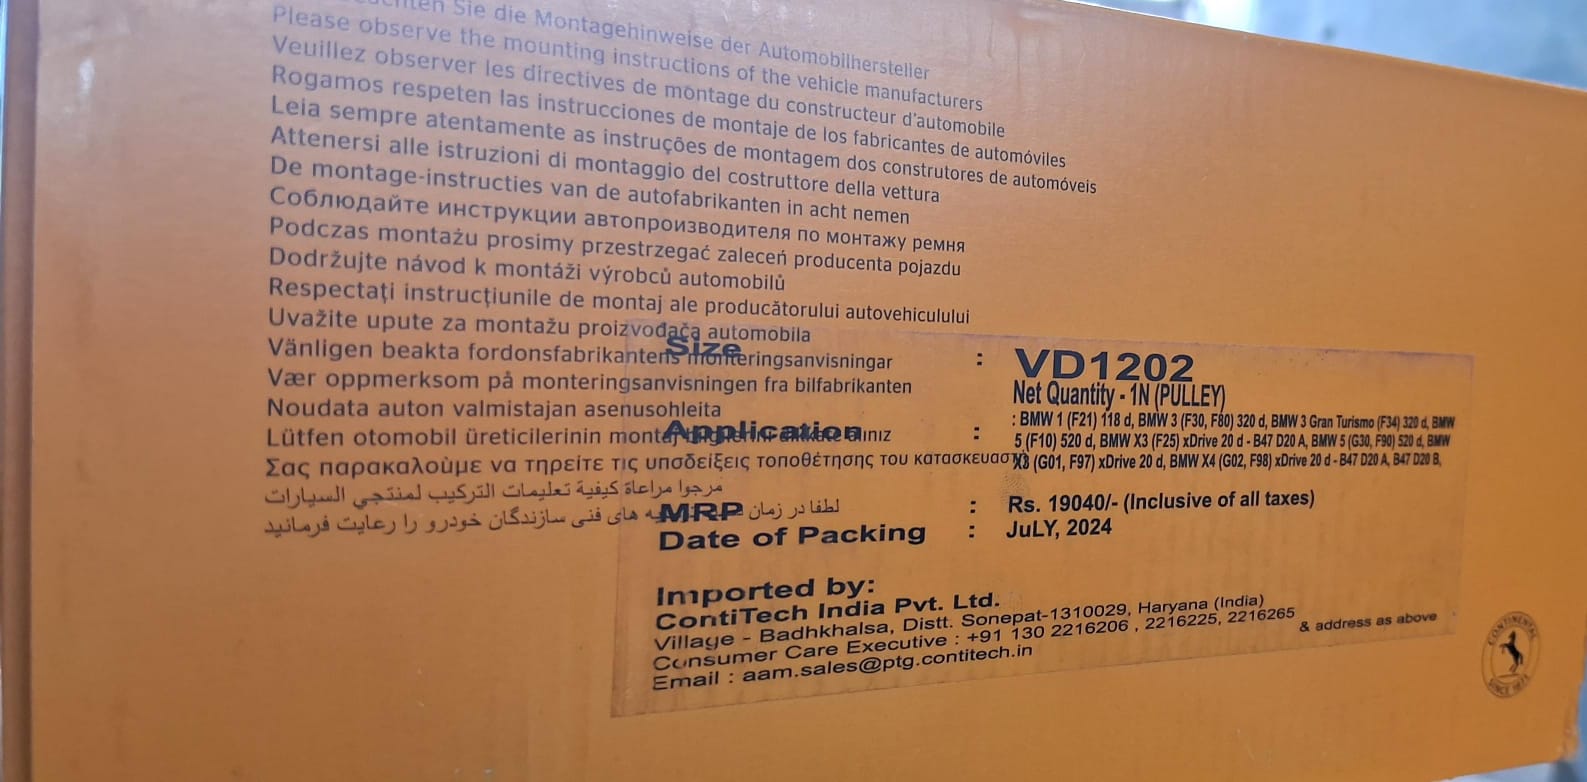 Sie die Montagehinweise der Automobilhersteller
Please observe the mounting instructions of the vehicle manufacturers
Veuillez observer les directives de montage du constructeur d'automobile
Rogamos respeten las instrucciones de montaje de los fabricantes de automóviles
Leia sempre atentamente as instruções de montagem dos construtores de automóveis
Attenersi alle istruzioni di montaggio del costruttore della vettura
De montage-instructies van de autofabrikanten in acht nemen
Соблюдайте инструкции автопроизводителя по монтажу ремня
Podczas montażu prosimy przestrzegać zaleceń producenta pojazdu
Dodržujte návod k montáži výrobců automobilů
Respectați instrucțiunile de montaj ale producătorului autovehiculului
Uvažite upute za montažu proizvođača automobila
Vänligen beakta fordonsfabrikantens monteringsanvisningar
Vær oppmerksom på monteringsanvisningen fra bilfabrikanten
Noudata auton valmistajan asenusohleita
Lütfen otomobil üreticilerinin
Σας παρακαλούμε να τηρείτε τις υποδείξεις τοποθέτησης του
مرجوا مراعاة كيفية تعليمات التركيب لمنتجي السيارات
لطفا در زمان های فنی سازندگان خودرو را رعایت فرمائید
Size : VD1202
Net Quantity - 1N (PULLEY)
Application : : BMW 1 (F21) 118 d, BMW 3 (F30, F80) 320 d, BMW 3 Gran Turismo (F34) 320 d, BMW
5 (F10) 520 d, BMW X3 (F25) xDrive 20 d - B47 D20 A, BMW 5 (G30, F90) 520 d, BMW
X3 (G01, F97) xDrive 20 d, BMW X4 (G02, F98) xDrive 20 d - B47 D20 A, B47 D20 B,
MRP : Rs. 19040/- (Inclusive of all taxes)
Date of Packing : JuLY, 2024
Imported by:
ContiTech India Pvt. Ltd.
Village - Badhkhalsa, Distt. Sonepat-1310029, Haryana (India)
Consumer Care Executive : +91 130 2216206 , 2216225, 2216265 & address as above
Email : aam.sales@ptg.contitech.in
CONTINENTAL
SINCE 1871